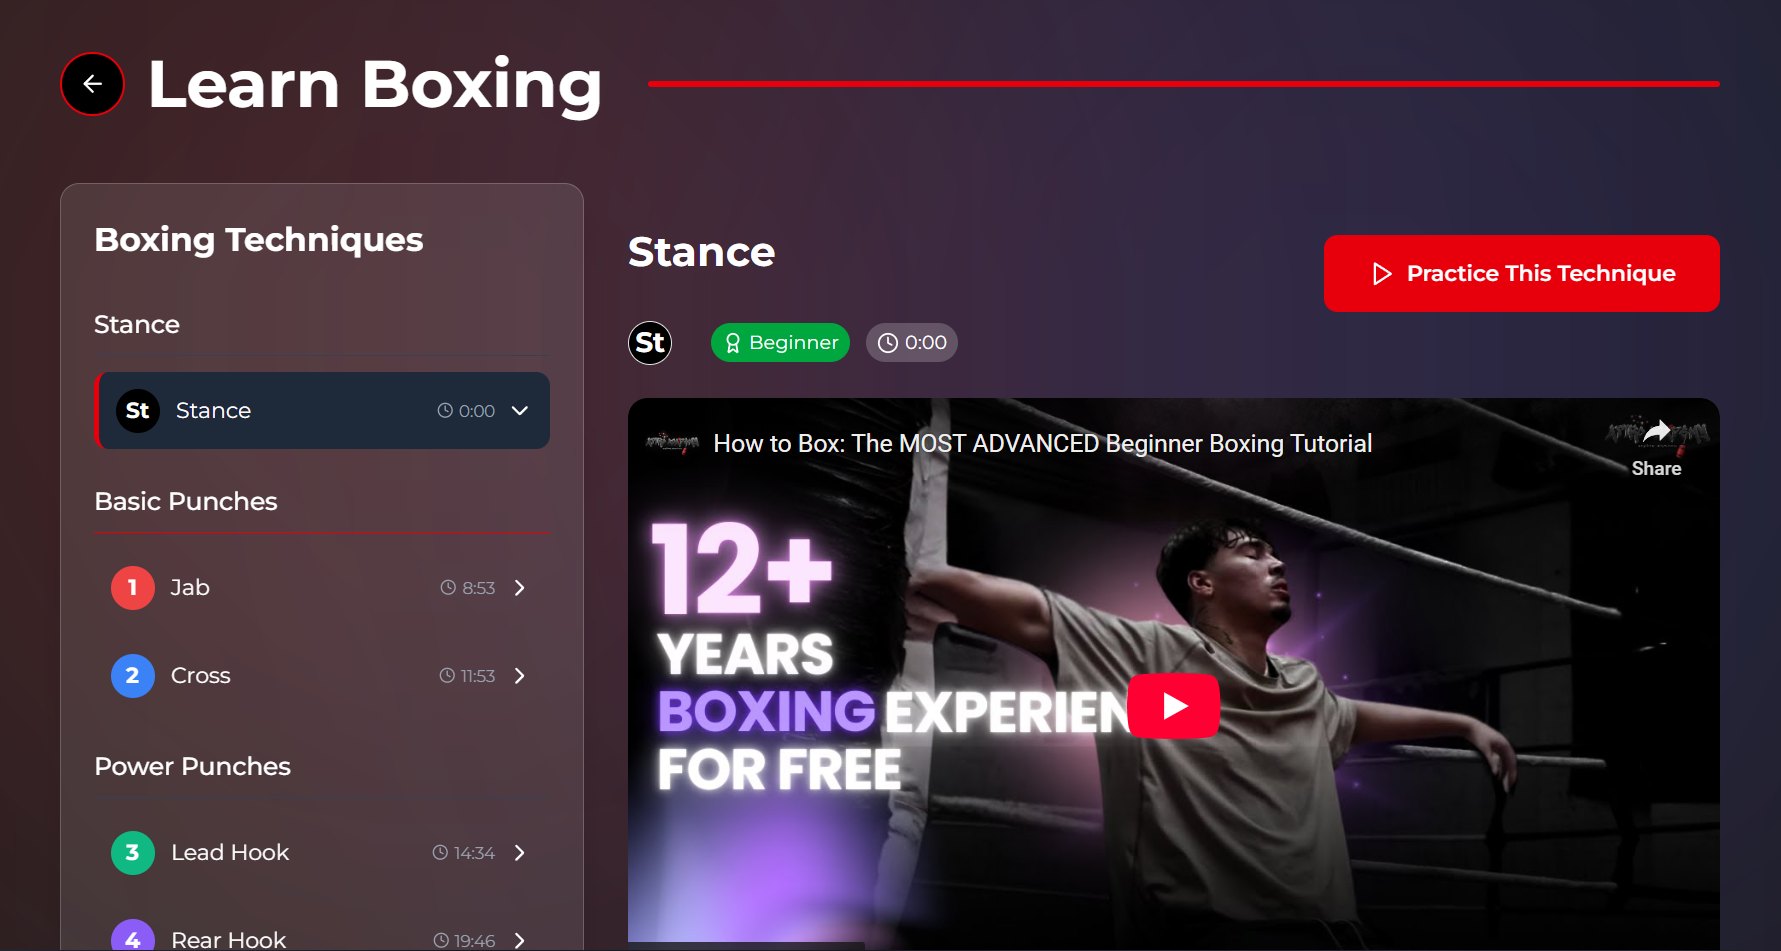 Learn Boxing
Boxing Techniques
Stance
St Stance 0:00
Basic Punches
1 Jab 8:53
2 Cross 11:53
Power Punches
3 Lead Hook 14:34
4 Rear Hook 19:46
Stance
Practice This Technique
St Beginner 0:00
How to Box: The MOST ADVANCED Beginner Boxing Tutorial
Share
12+
YEARS
BOXING EXPERIEN
FOR FREE